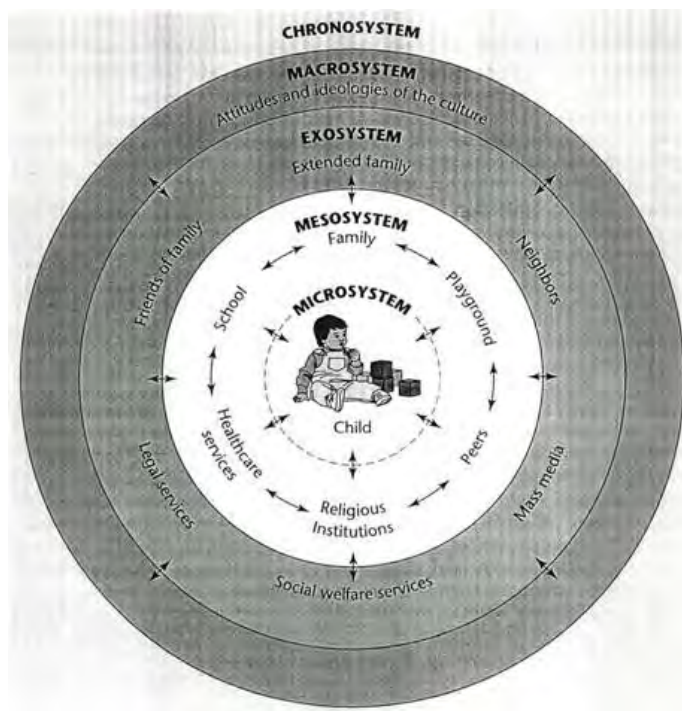 CHRONOSYSTEM
MACROSYSTEM
Attitudes and ideologies of the culture
EXOSYSTEM
Extended family
Friends of family
Neighbors
Legal services
Mass media
Social welfare services
MESOSYSTEM
Family
School
Playground
Healthcare
services
Peers
Religious
Institutions
MICROSYSTEM
Child